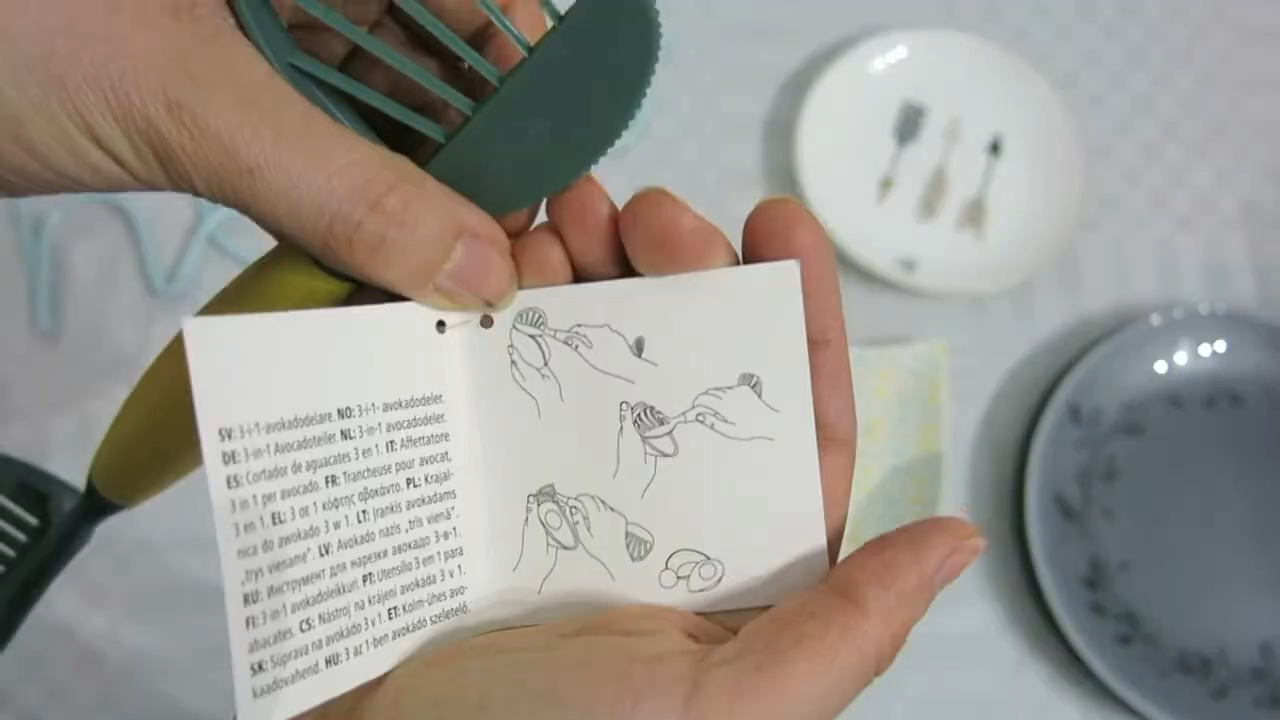 SV: 3-i-1-avokadodelare. NO: 3-i-1- avokadodeler.
DE: 3-in-1 Avocadoteiler. NL: 3-in-1 avocadodeler.
ES: Cortador de aguacates 3 en 1. IT: Affettatore
3 in 1 per avocado. FR: Trancheuse pour avocat,
3 en 1. EL: 3 σε 1 κόφτης αβοκάντο. PL: Krajal-
nica do awokado 3 w 1. LT: Įrankis avokadams
„trys viename“. LV: Avokado nazis „trīs vienā“.
RU: Инструмент для нарезки авокадо 3-в-1.
FI: 3-in-1 avokadoleikkuri. PT: Utensílio 3 em 1 para
abacates. CS: Nástroj na krájení avokáda 3 v 1.
SK: Súprava na avokádo 3 v 1. ET: Kolm-ühes avo-
kaadovahend. HU: 3 az 1-ben avokádó szeletelő.